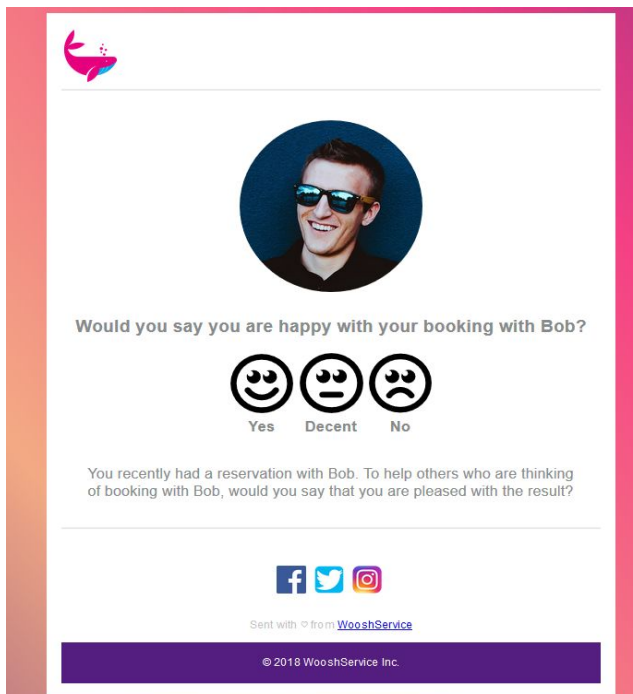 Would you say you are happy with your booking with Bob?
Yes Decent No
You recently had a reservation with Bob. To help others who are thinking
of booking with Bob, would you say that you are pleased with the result?
Sent with ♡ from WooshService
© 2018 WooshService Inc.